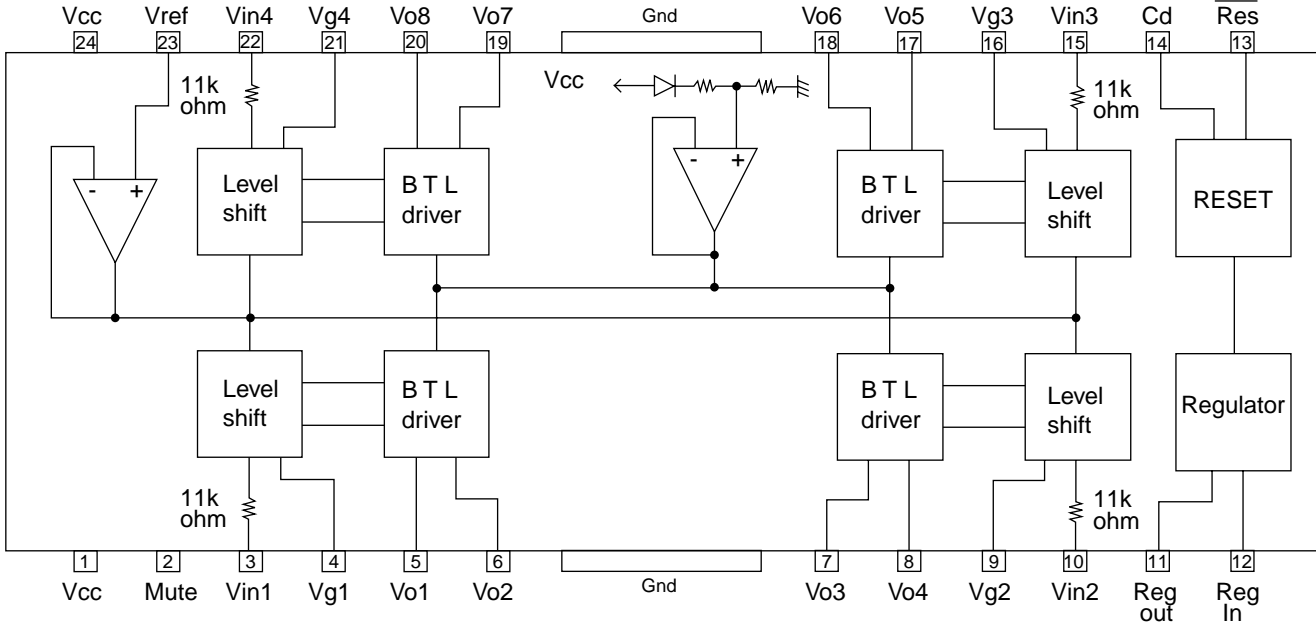 Vcc Vref Vin4 Vg4 Vo8 Vo7 Gnd Vo6 Vo5 Vg3 Vin3 Cd Res
24 23 22 21 20 19 18 17 16 15 14 13
11k
ohm
Vcc
11k
ohm
- +
Level
shift
B T L
driver
- +
B T L
driver
Level
shift
RESET
Level
shift
B T L
driver
B T L
driver
Level
shift
Regulator
11k
ohm
11k
ohm
1 2 3 4 5 6 7 8 9 10 11 12
Vcc Mute Vin1 Vg1 Vo1 Vo2 Gnd Vo3 Vo4 Vg2 Vin2 Reg
out
Reg
In